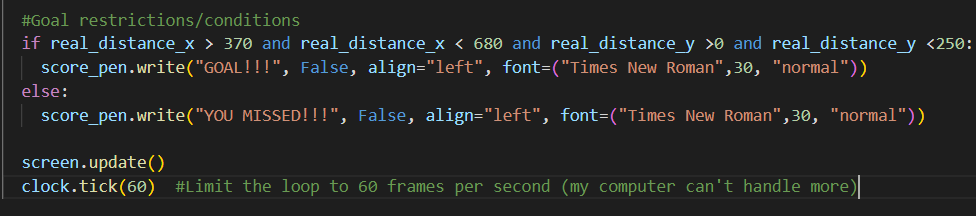 #Goal restrictions/conditions
if real_distance_x > 370 and real_distance_x < 680 and real_distance_y >0 and real_distance_y <250:
score_pen.write("GOAL!!!", False, align="left", font=("Times New Roman",30, "normal"))
else:
score_pen.write("YOU MISSED!!!", False, align="left", font=("Times New Roman",30, "normal"))
screen.update()
clock.tick(60)  #Limit the loop to 60 frames per second (my computer can't handle more)